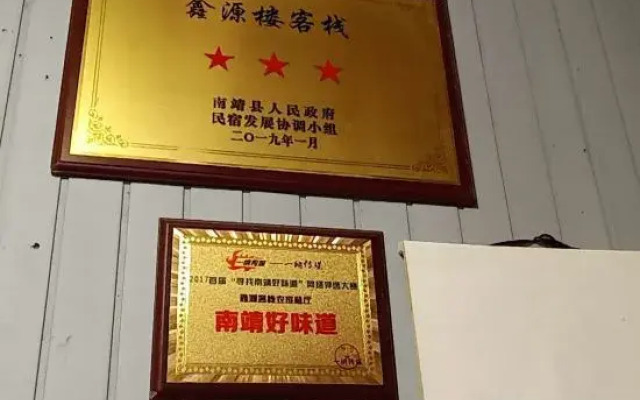 鑫源楼客栈
南靖县人民政府
民宿发展协调小组
二〇一九年一月
2017首届“寻找南靖好味道”网络评选大赛
南靖好味道